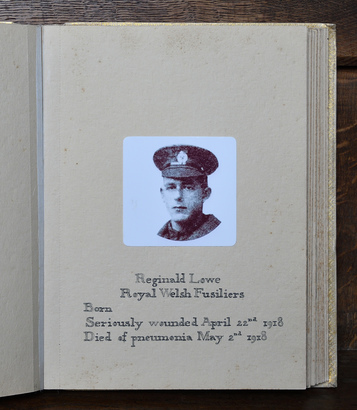 Reginald Lowe
Royal Welsh Fusiliers
Born
Seriously wounded April 22nd 1918
Died of pneumonia May 2nd 1918